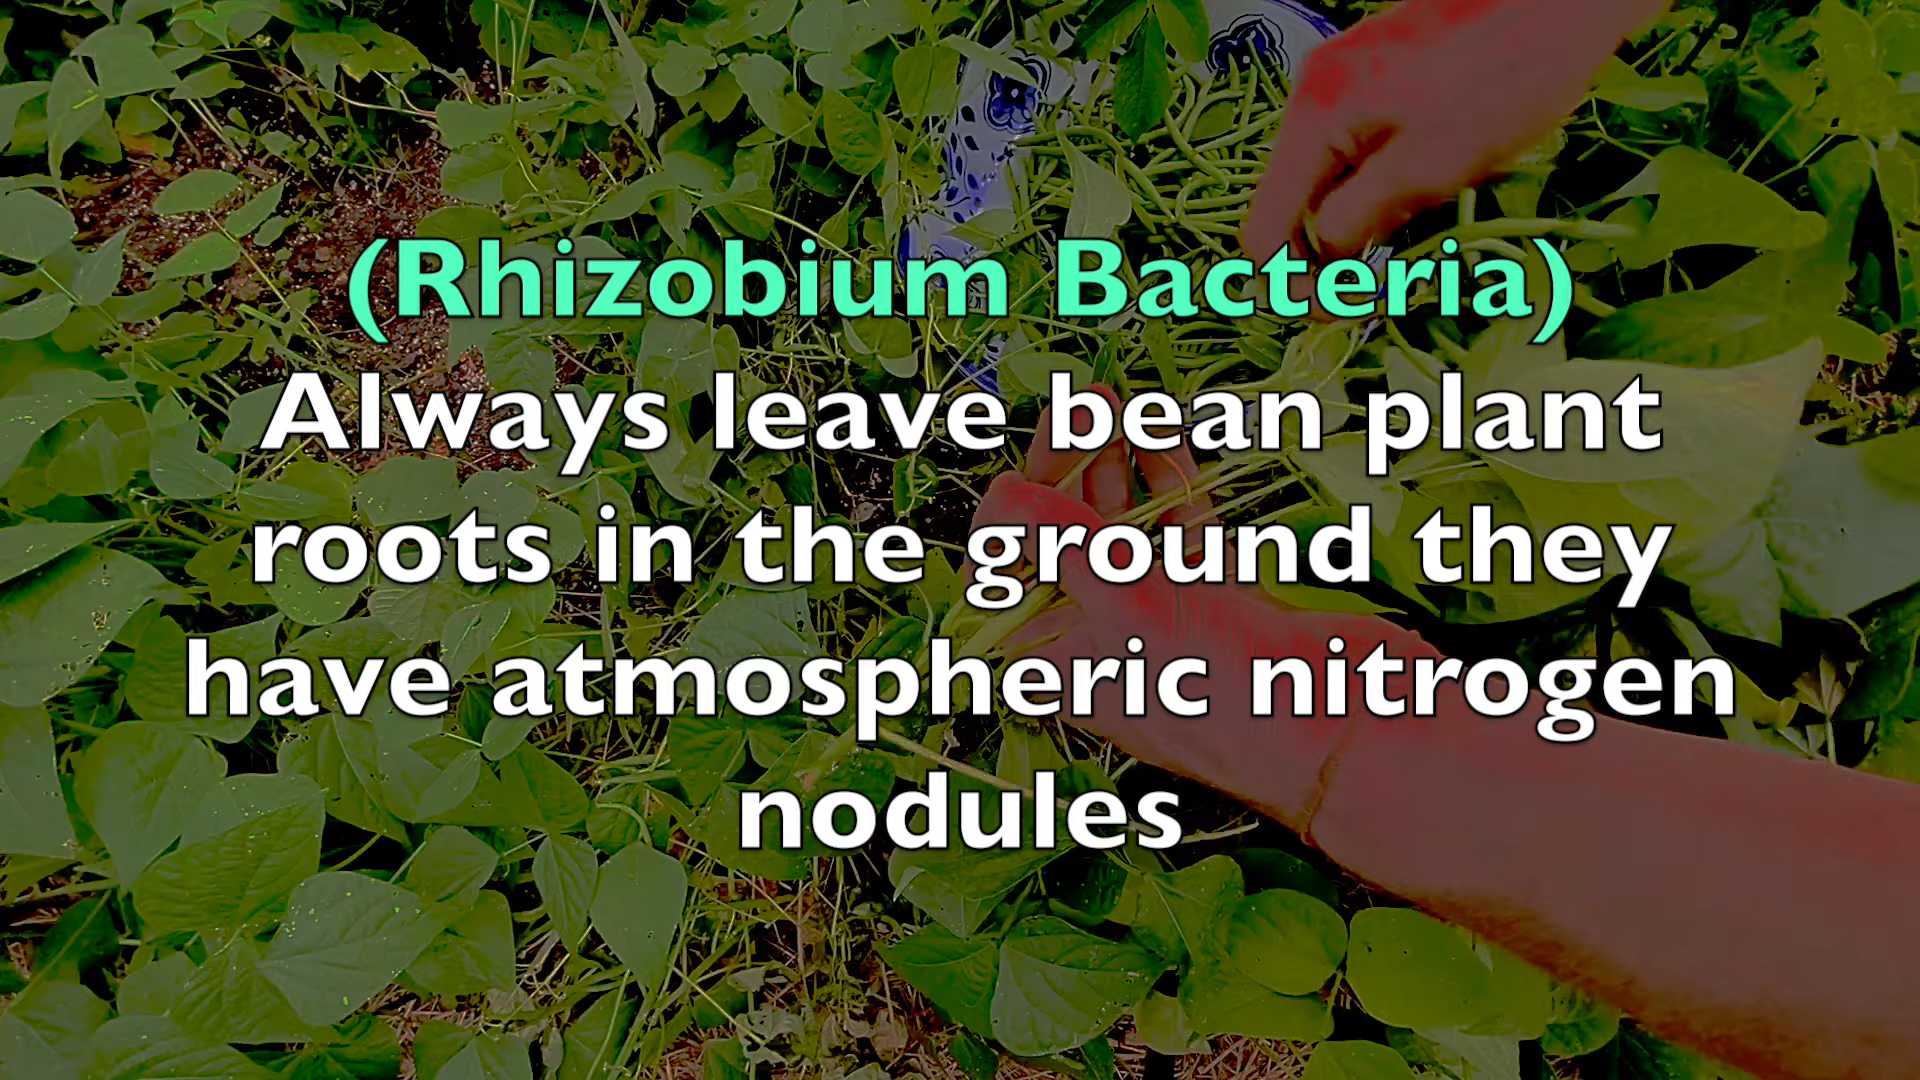 (Rhizobium Bacteria)
Always leave bean plant
roots in the ground they
have atmospheric nitrogen
nodules